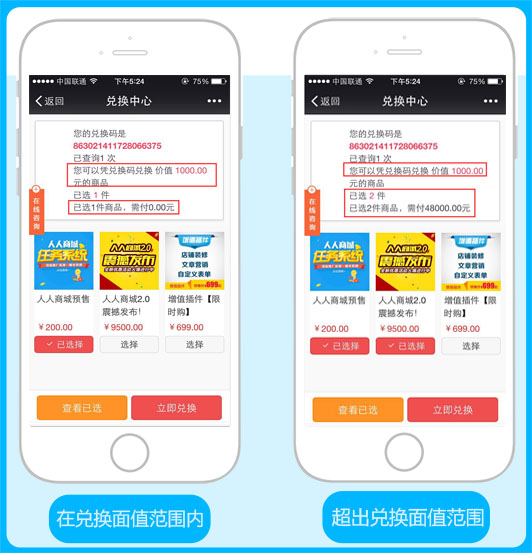 中国联通 下午5:24 75%
返回 兑换中心
您的兑换码是
863021411728066375
已查询1 次
您可以凭兑换码兑换 价值 1000.00
元的商品
已选 1 件
已选1件商品，需付0.00元
在线咨询
人人商城
任务系统
人人商城2.0
震撼发布
增值插件
店铺装修
文章营销
自定义表单
699元
人人商城预售
人人商城2.0
震撼发布!
增值插件【限
时购】
￥200.00
￥9500.00
￥699.00
已选择
选择
选择
查看已选
立即兑换
在兑换面值范围内
中国联通 下午5:24 75%
返回 兑换中心
您的兑换码是
863021411728066375
已查询1 次
您可以凭兑换码兑换 价值 1000.00
元的商品
已选 2 件
已选2件商品，需付48000.00元
在线咨询
人人商城
任务系统
人人商城2.0
震撼发布
增值插件
店铺装修
文章营销
自定义表单
699元
人人商城预售
人人商城2.0
震撼发布!
增值插件【限
时购】
￥200.00
￥9500.00
￥699.00
已选择
已选择
选择
查看已选
立即兑换
超出兑换面值范围